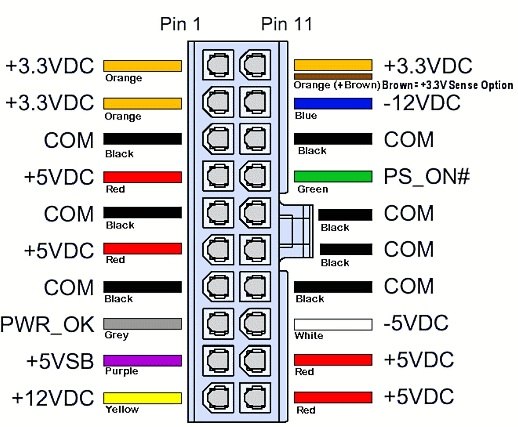 Pin 1 Pin 11
+3.3VDC Orange +3.3VDC
Orange (+Brown) Brown = +3.3V Sense Option
+3.3VDC Orange Blue -12VDC
COM Black Black COM
+5VDC Red Green PS_ON#
COM Black Black COM
+5VDC Red Black COM
COM Black Black COM
PWR_OK Grey White -5VDC
+5VSB Purple Red +5VDC
+12VDC Yellow Red +5VDC